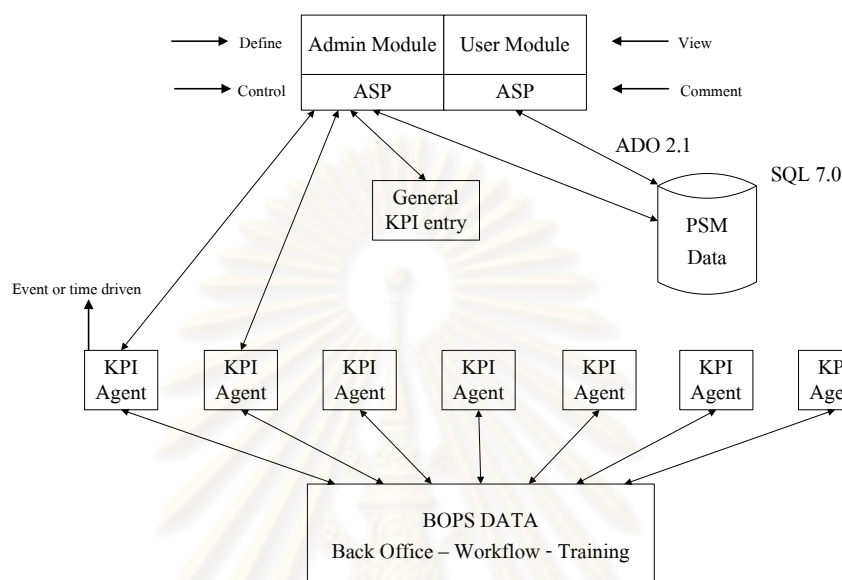 Define
Admin Module
User Module
View
Control
ASP
ASP
Comment
ADO 2.1
SQL 7.0
General
KPI entry
PSM
Data
Event or time driven
KPI
Agent
KPI
Agent
KPI
Agent
KPI
Agent
KPI
Agent
KPI
Agent
KP
Age
BOPS DATA
Back Office – Workflow - Training